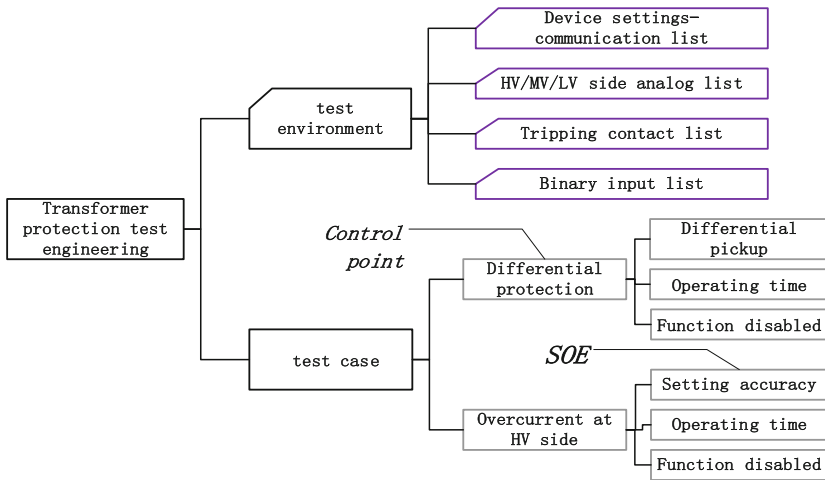 Device settings-
communication list
HV/MV/LV side analog list
test
environment
Tripping contact list
Binary input list
Transformer
protection test
engineering
Control
point
Differential
protection
Differential
pickup
Operating time
Function disabled
test case
SOE
Setting accuracy
Overcurrent at
HV side
Operating time
Function disabled